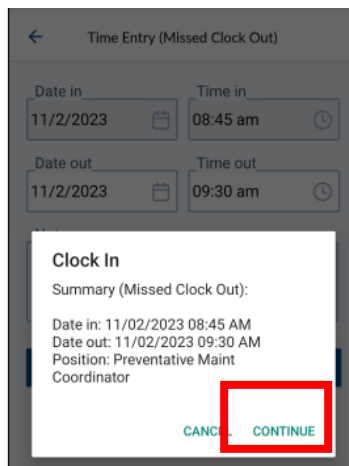 Time Entry (Missed Clock Out)
Date in Time in
11/2/2023 08:45 am
Date out Time out
11/2/2023 09:30 am
Clock In
Summary (Missed Clock Out):
Date in: 11/02/2023 08:45 AM
Date out: 11/02/2023 09:30 AM
Position: Preventative Maint
Coordinator
CANCEL CONTINUE